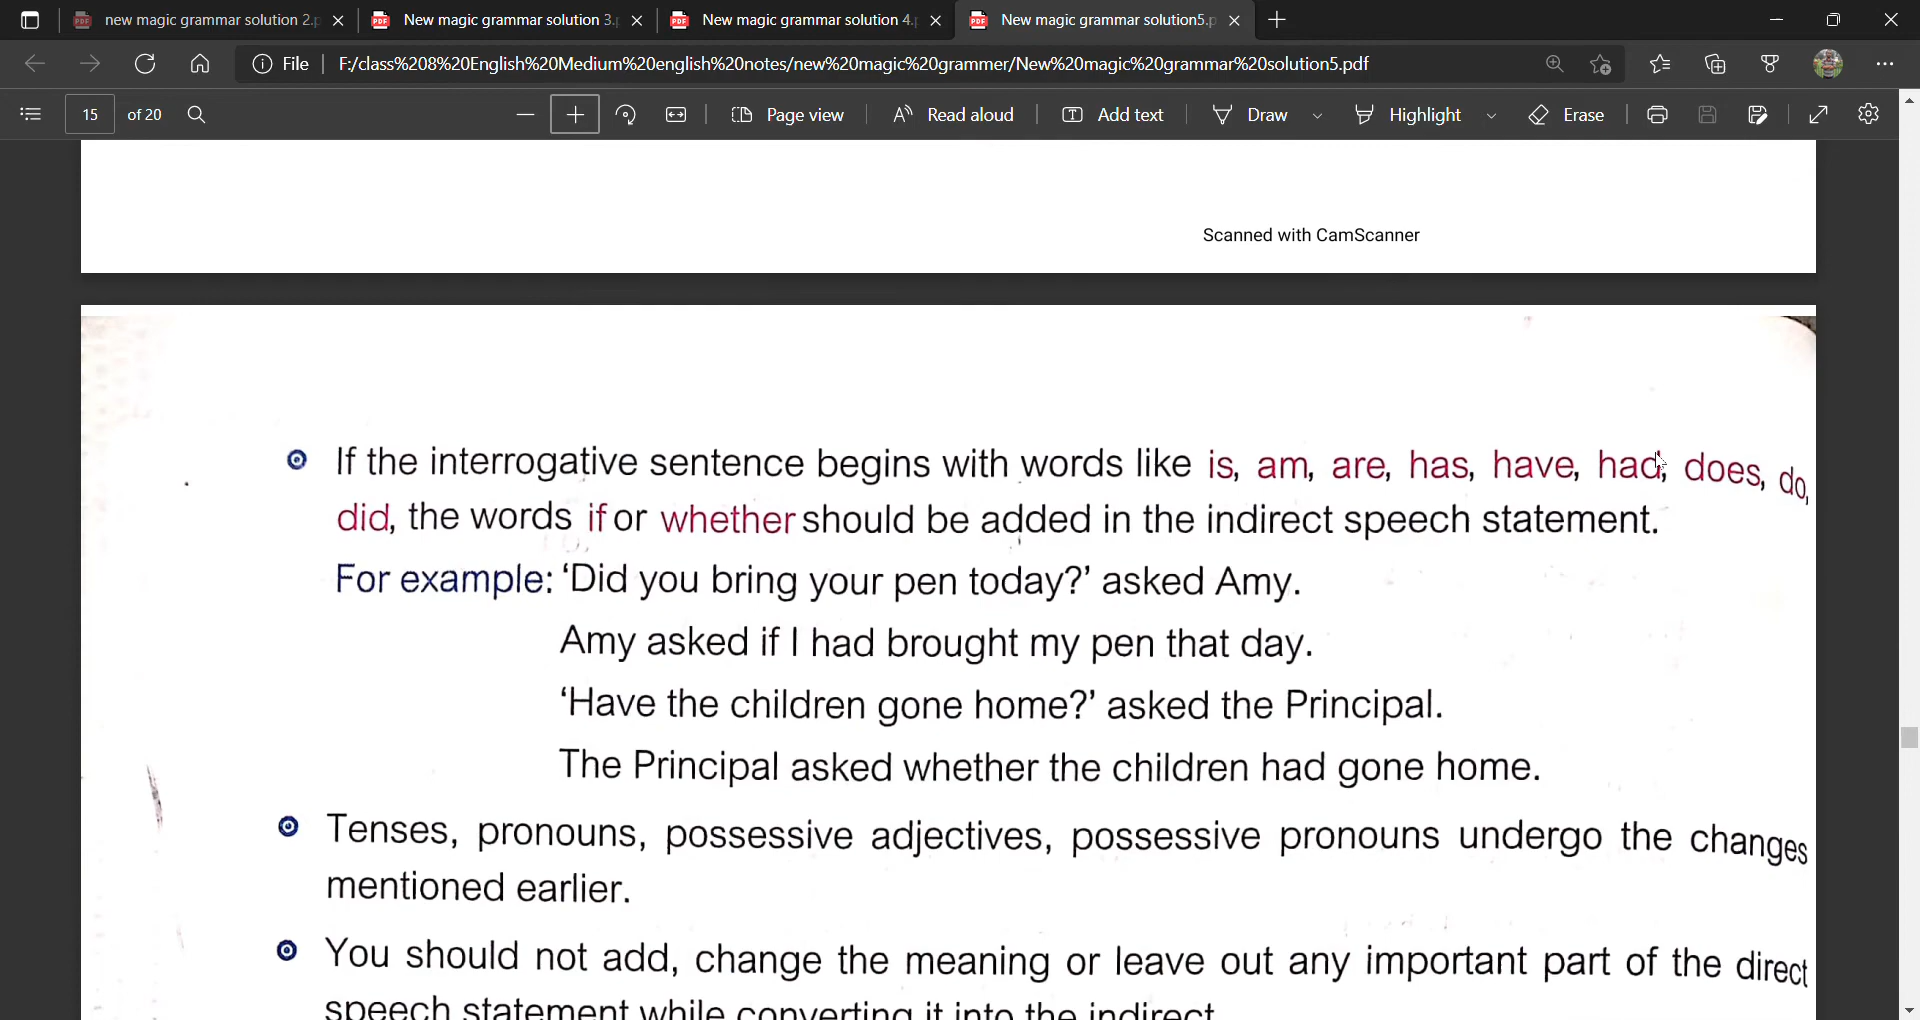 new magic grammar solution 2.p
New magic grammar solution 3.
New magic grammar solution 4.
New magic grammar solution5.p
File
F:/class%208%20English%20Medium%20english%20notes/new%20magic%20grammer/New%20magic%20grammar%20solution5.pdf
15 of 20
Page view
Read aloud
Add text
Draw
Highlight
Erase
Scanned with CamScanner
If the interrogative sentence begins with words like is, am, are, has, have, had, does, do,
did, the words if or whether should be added in the indirect speech statement.
For example: ‘Did you bring your pen today?’ asked Amy.
Amy asked if I had brought my pen that day.
‘Have the children gone home?’ asked the Principal.
The Principal asked whether the children had gone home.
Tenses, pronouns, possessive adjectives, possessive pronouns undergo the changes
mentioned earlier.
You should not add, change the meaning or leave out any important part of the direct
speech statement while converting it into the indirect.